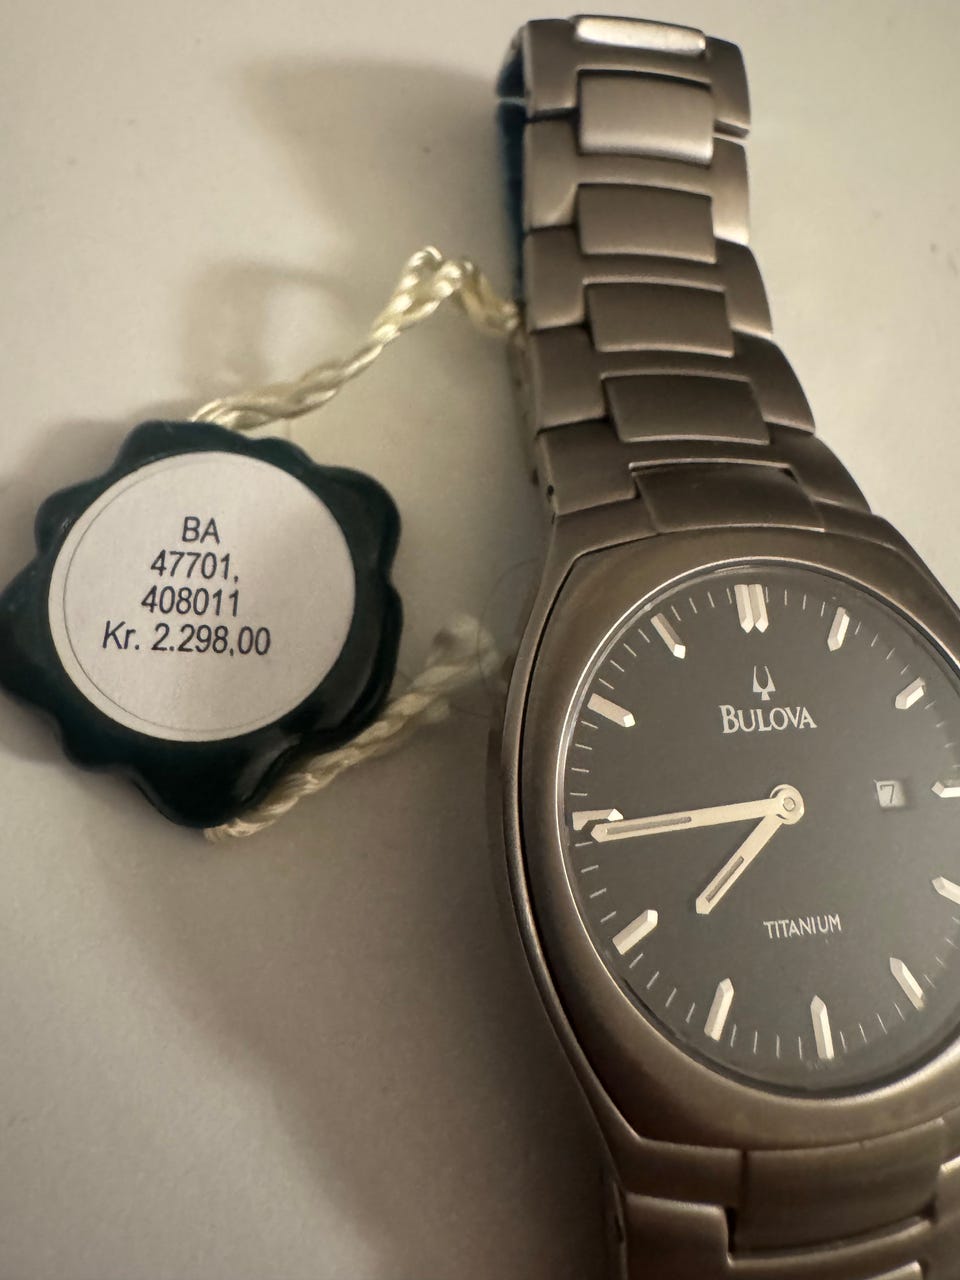 BA
47701,
408011
Kr. 2.298,00
BULOVA
7
TITANIUM